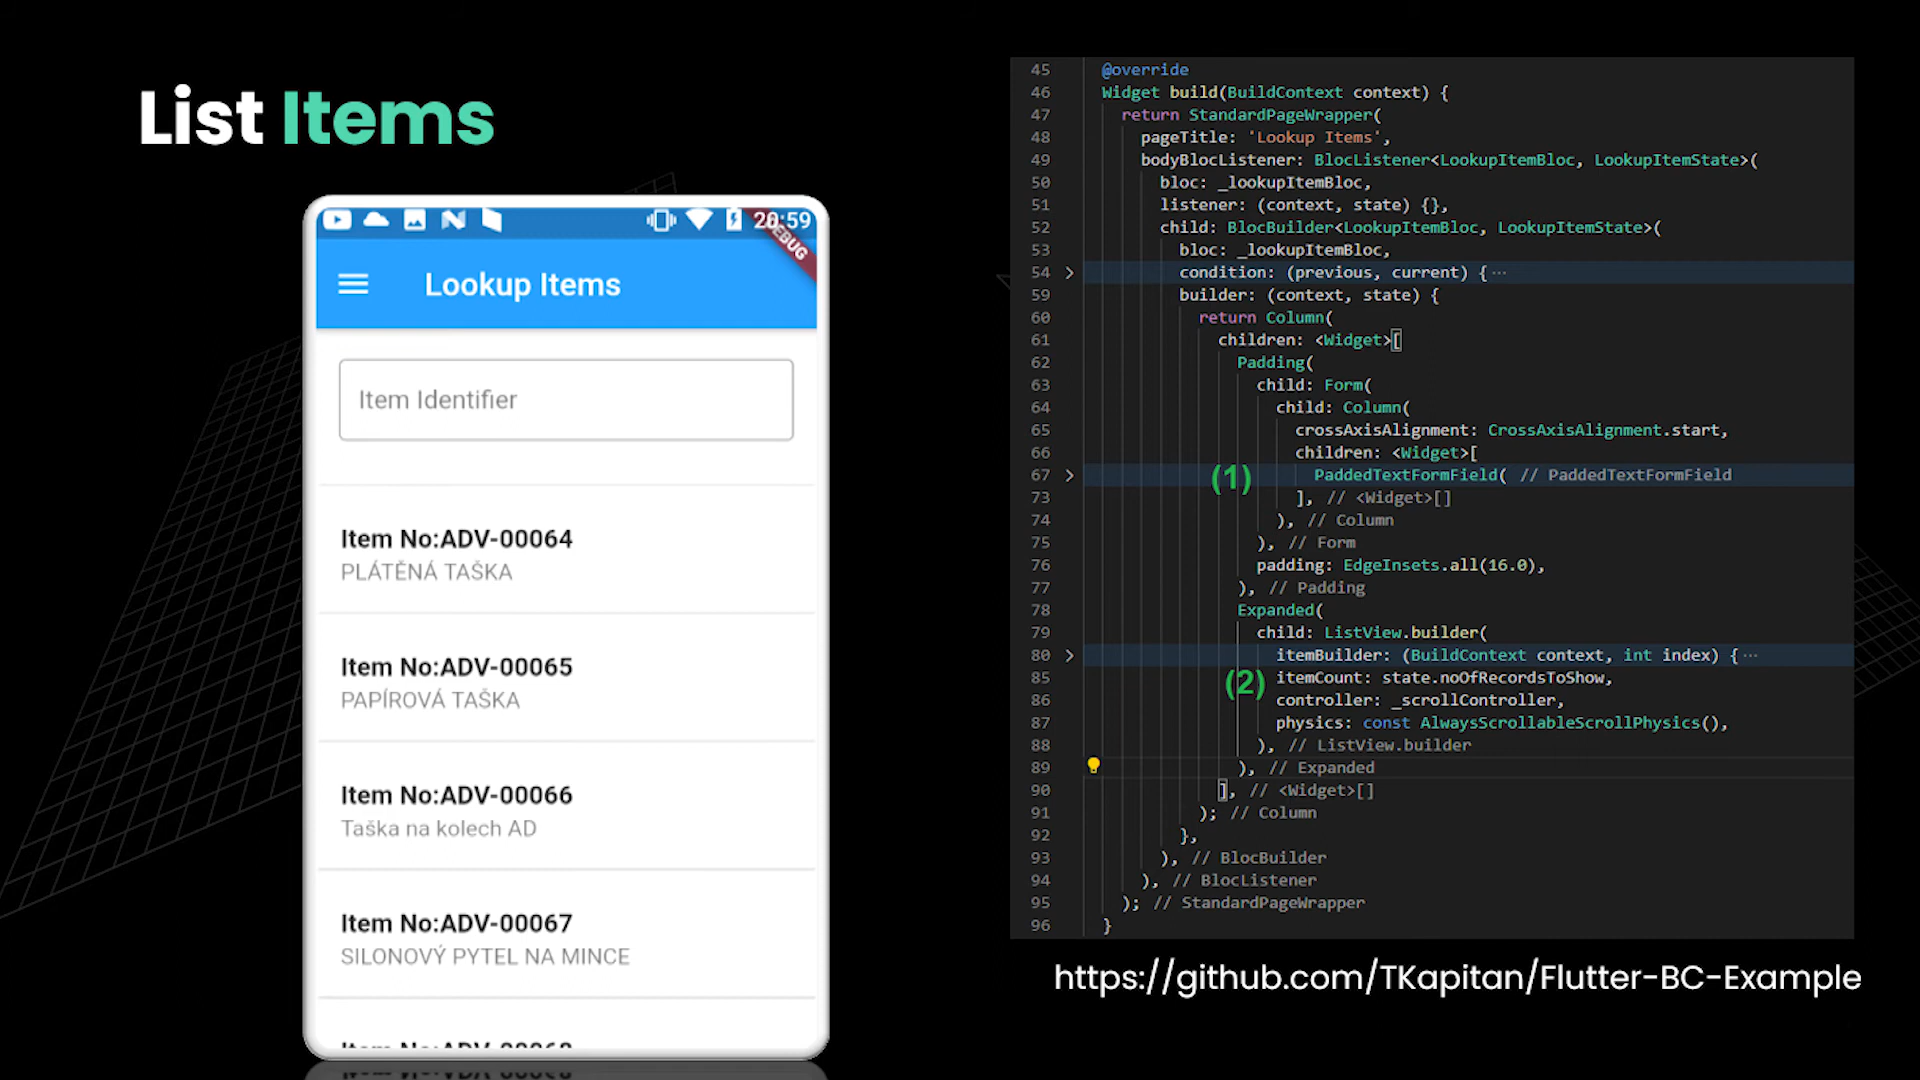 List Items
20:59
DEBUG
Lookup Items
Item Identifier
Item No:ADV-00064
PLÁTĚNÁ TAŠKA
Item No:ADV-00065
PAPÍROVÁ TAŠKA
Item No:ADV-00066
Taška na kolech AD
Item No:ADV-00067
SILONOVÝ PYTEL NA MINCE
Item No:ADV-00068
45 @override
46 Widget build(BuildContext context) {
47 return StandardPageWrapper(
48 pageTitle: 'Lookup Items',
49 bodyBlocListener: BlocListener<LookupItemBloc, LookupItemState>(
50 bloc: _lookupItemBloc,
51 listener: (context, state) {},
52 child: BlocBuilder<LookupItemBloc, LookupItemState>(
53 bloc: _lookupItemBloc,
54 condition: (previous, current) {···
59 builder: (context, state) {
60 return Column(
61 children: <Widget>[
62 Padding(
63 child: Form(
64 child: Column(
65 crossAxisAlignment: CrossAxisAlignment.start,
66 children: <Widget>[
67 (1) PaddedTextFormField( // PaddedTextFormField
73 ], // <Widget>[]
74 ), // Column
75 ), // Form
76 padding: EdgeInsets.all(16.0),
77 ), // Padding
78 Expanded(
79 child: ListView.builder(
80 itemBuilder: (BuildContext context, int index) {···
85 (2) itemCount: state.noOfRecordsToShow,
86 controller: _scrollController,
87 physics: const AlwaysScrollableScrollPhysics(),
88 ), // ListView.builder
89 ), // Expanded
90 ], // <Widget>[]
91 ); // Column
92 },
93 ), // BlocBuilder
94 ), // BlocListener
95 ); // StandardPageWrapper
96 }
https://github.com/TKapitan/Flutter-BC-Example